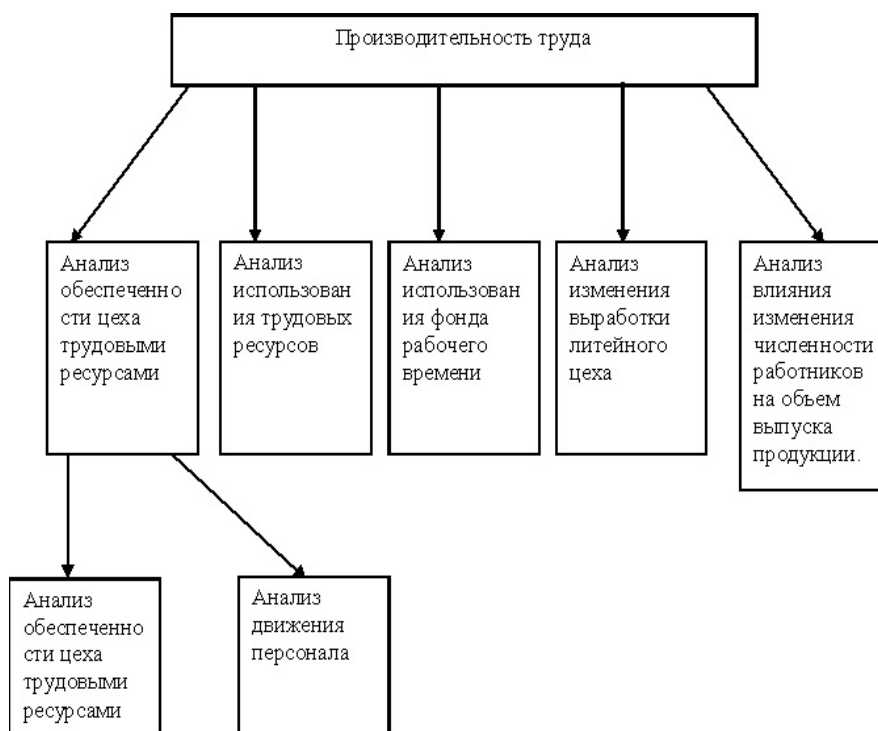 Производительность труда
Анализ
обеспеченно
сти цеха
трудовыми
ресурсами
Анализ
использован
ия трудовых
ресурсов
Анализ
использован
ия фонда
рабочего
времени
Анализ
изменения
выработки
литейного
цеха
Анализ
влияния
изменения
численности
работников
на объем
выпуска
продукции.
Анализ
обеспеченно
сти цеха
трудовыми
ресурсами
Анализ
движения
персонала